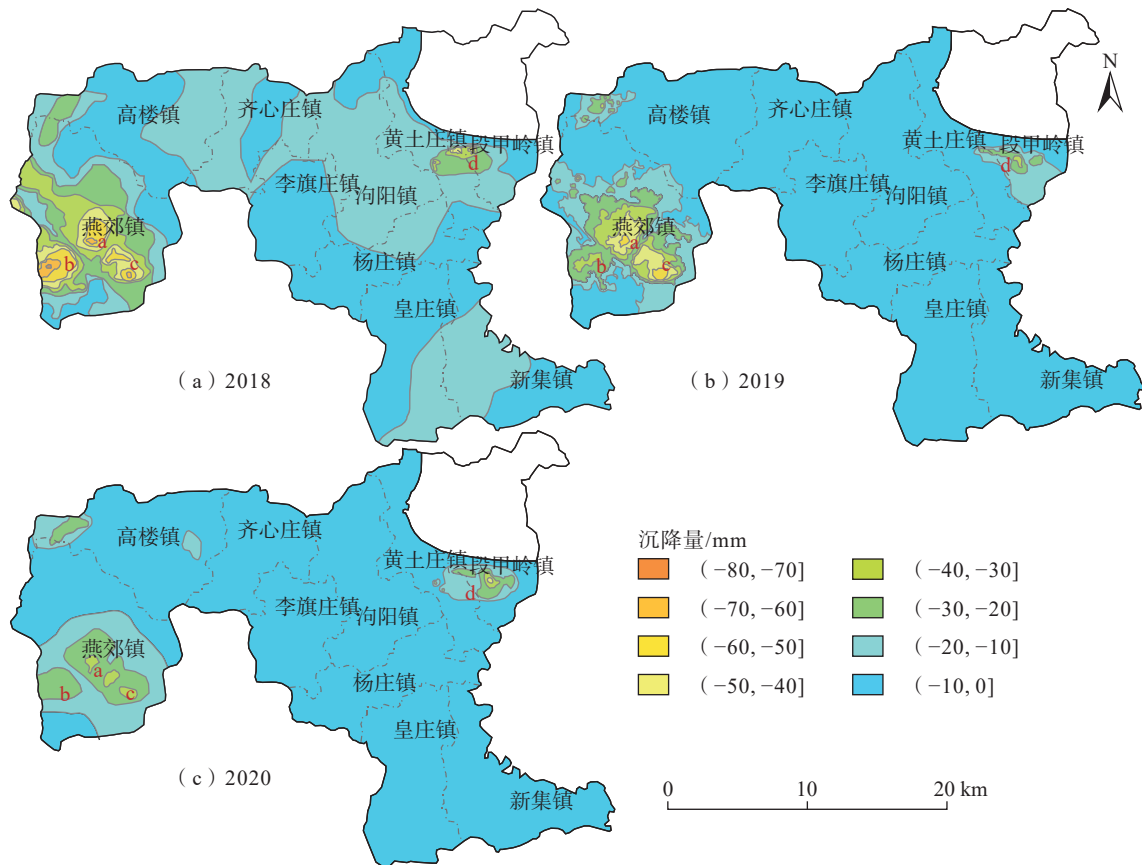 N
高楼镇
齐心庄镇
黄土庄镇
段甲岭镇
d
李旗庄镇
泃阳镇
燕郊镇
a
b
c
杨庄镇
皇庄镇
新集镇
（a）2018
N
高楼镇
齐心庄镇
黄土庄镇
段甲岭镇
d
李旗庄镇
泃阳镇
燕郊镇
a
b
c
杨庄镇
皇庄镇
新集镇
（b）2019
高楼镇
齐心庄镇
黄土庄镇
段甲岭镇
d
李旗庄镇
泃阳镇
燕郊镇
a
b
c
杨庄镇
皇庄镇
新集镇
（c）2020
沉降量/mm
(−80, −70]
(−70, −60]
(−60, −50]
(−50, −40]
(−40, −30]
(−30, −20]
(−20, −10]
(−10, 0]
0 10 20 km